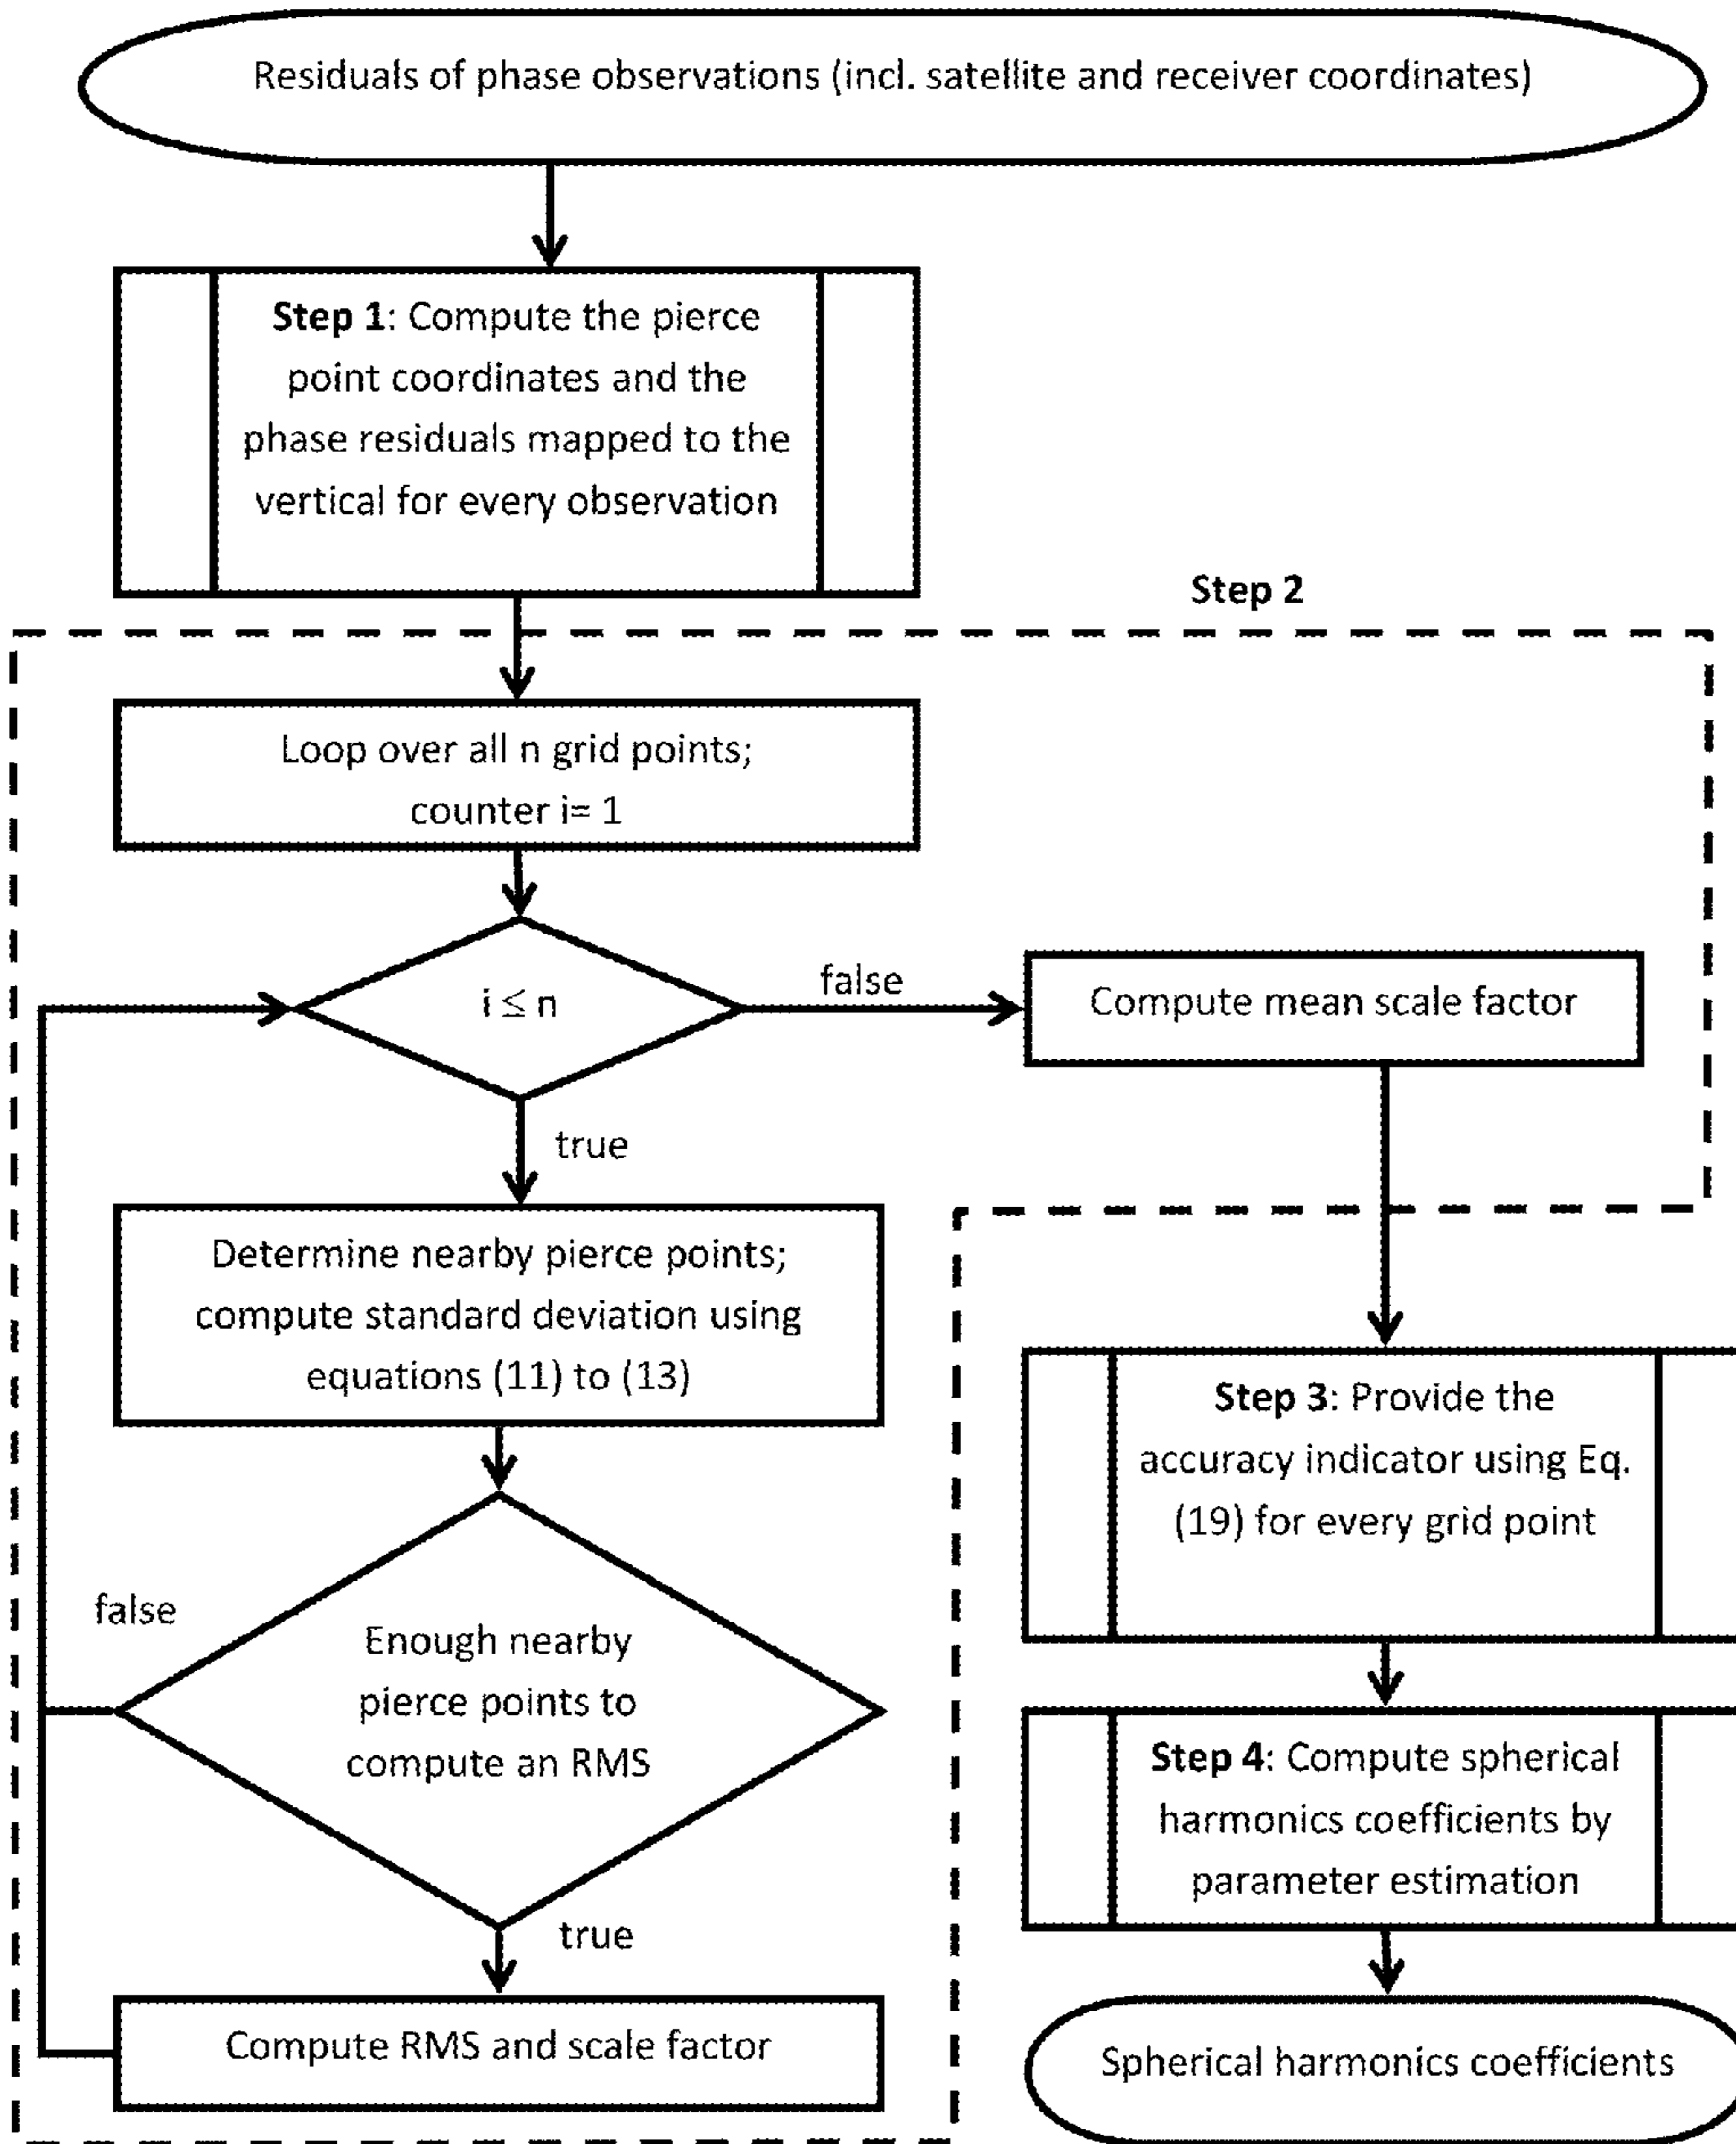 Residuals of phase observations (incl. satellite and receiver coordinates)
Step 1: Compute the pierce
point coordinates and the
phase residuals mapped to the
vertical for every observation
Step 2
Loop over all n grid points;
counter i= 1
i ≤ n
false
Compute mean scale factor
true
Determine nearby pierce points;
compute standard deviation using
equations (11) to (13)
Enough nearby
pierce points to
compute an RMS
false
true
Compute RMS and scale factor
Step 3: Provide the
accuracy indicator using Eq.
(19) for every grid point
Step 4: Compute spherical
harmonics coefficients by
parameter estimation
Spherical harmonics coefficients